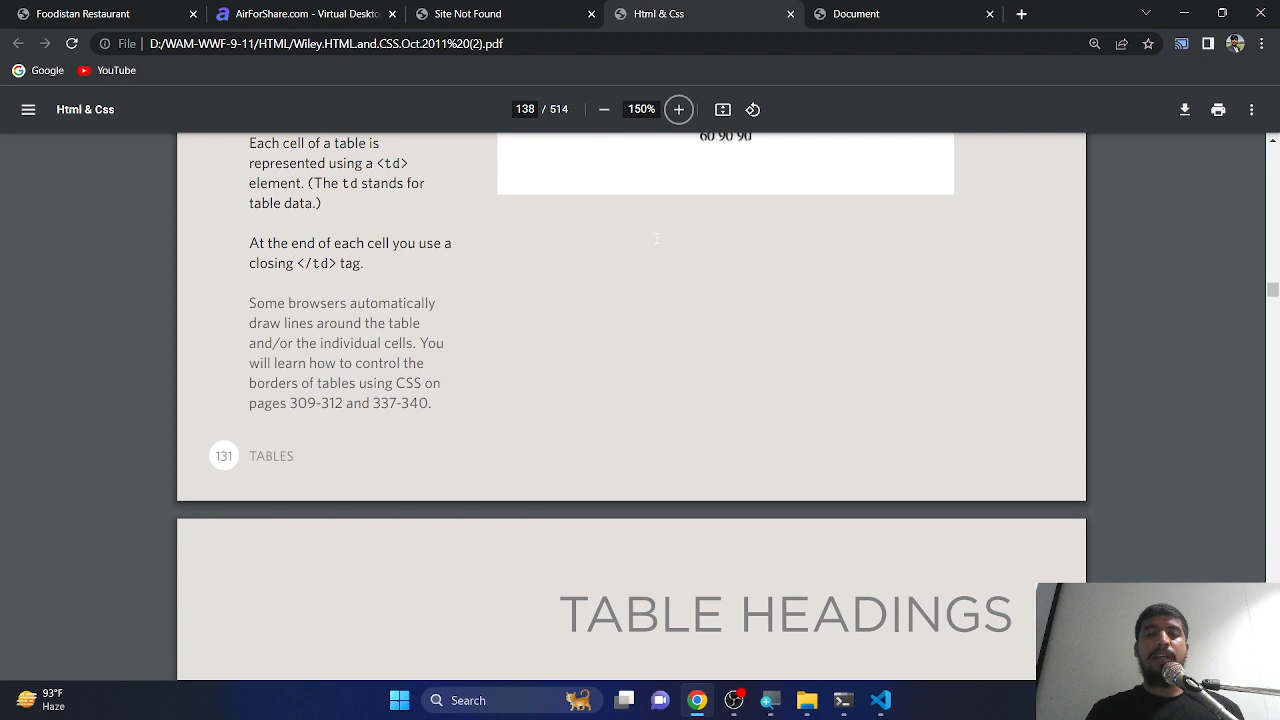 Foodistan Restaurant
AirForShare.com - Virtual Deskto
Site Not Found
Html & Css
Document
File
D:/WAM-WWF-9-11/HTML/Wiley.HTML.and.CSS.Oct.2011%20(2).pdf
Google
YouTube
Html & Css
138 / 514
150%
60 90 90
Each cell of a table is
represented using a <td>
element. (The td stands for
table data.)
At the end of each cell you use a
closing </td> tag.
Some browsers automatically
draw lines around the table
and/or the individual cells. You
will learn how to control the
borders of tables using CSS on
pages 309-312 and 337-340.
131 TABLES
TABLE HEADINGS
93°F
Haze
Search